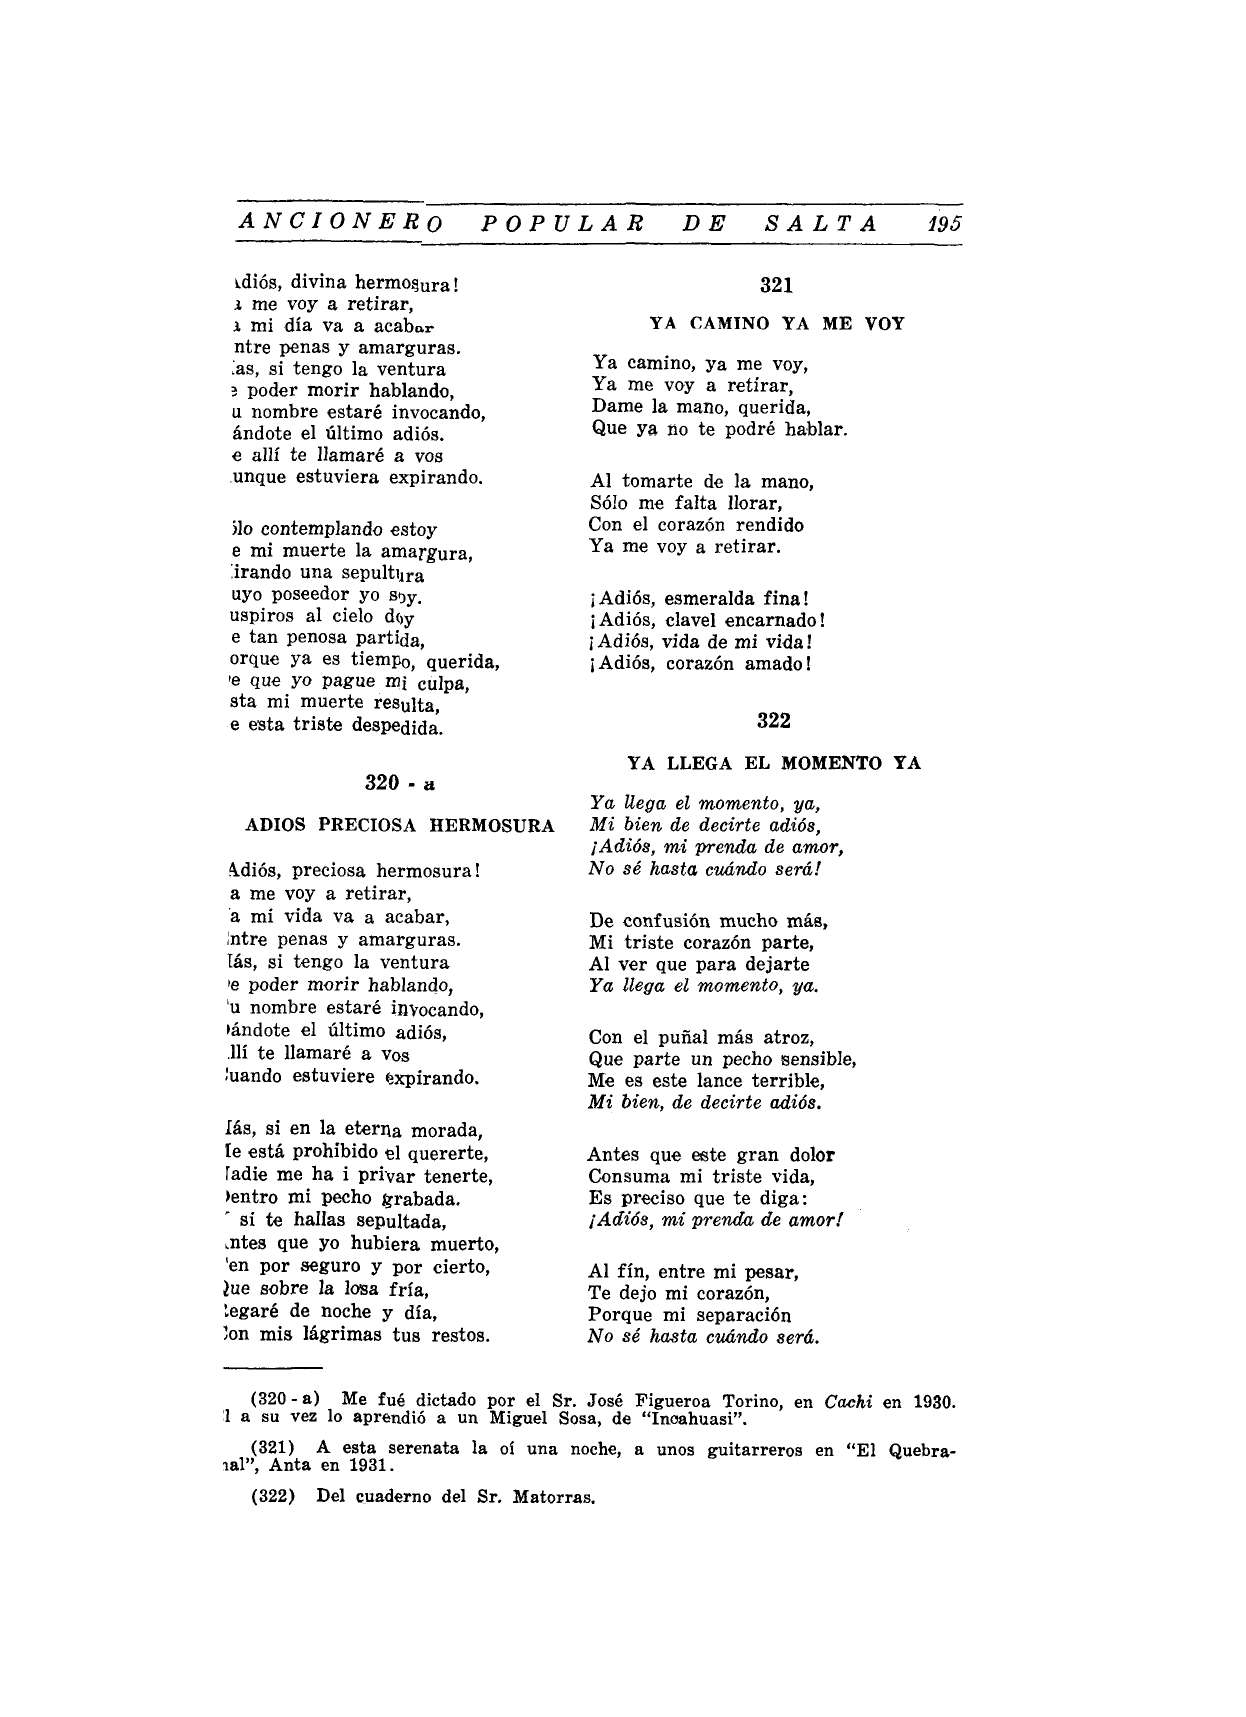 ANCIONERO POPULAR DE SALTA 195
diós, divina hermosura!
me voy a retirar,
mi día va a acabar
ntre penas y amarguras.
as, si tengo la ventura
poder morir hablando,
u nombre estaré invocando,
ándote el último adiós.
e allí te llamaré a vos
unque estuviera expirando.
lo contemplando estoy
e mi muerte la amargura,
irando una sepultura
uyo poseedor yo soy.
uspiros al cielo doy
e tan penosa partida,
orque ya es tiempo, querida,
e que yo pague mi culpa,
sta mi muerte resulta,
e esta triste despedida.
320 - a
ADIOS PRECIOSA HERMOSURA
Adiós, preciosa hermosura!
a me voy a retirar,
a mi vida va a acabar,
ntre penas y amarguras.
ás, si tengo la ventura
e poder morir hablando,
u nombre estaré invocando,
ándote el último adiós,
llí te llamaré a vos
uando estuviere expirando.
ás, si en la eterna morada,
e está prohibido el quererte,
adie me ha i privar tenerte,
entro mi pecho grabada.
si te hallas sepultada,
ntes que yo hubiera muerto,
en por seguro y por cierto,
Que sobre la losa fría,
egaré de noche y día,
on mis lágrimas tus restos.
321
YA CAMINO YA ME VOY
Ya camino, ya me voy,
Ya me voy a retirar,
Dame la mano, querida,
Que ya no te podré hablar.
Al tomarte de la mano,
Sólo me falta llorar,
Con el corazón rendido
Ya me voy a retirar.
¡Adiós, esmeralda fina!
¡Adiós, clavel encarnado!
¡Adiós, vida de mi vida!
¡Adiós, corazón amado!
322
YA LLEGA EL MOMENTO YA
Ya llega el momento, ya,
Mi bien de decirte adiós,
¡Adiós, mi prenda de amor,
No sé hasta cuándo será!
De confusión mucho más,
Mi triste corazón parte,
Al ver que para dejarte
Ya llega el momento, ya.
Con el puñal más atroz,
Que parte un pecho sensible,
Me es este lance terrible,
Mi bien, de decirte adiós.
Antes que este gran dolor
Consuma mi triste vida,
Es preciso que te diga:
¡Adiós, mi prenda de amor!
Al fín, entre mi pesar,
Te dejo mi corazón,
Porque mi separación
No sé hasta cuándo será.
(320 - a) Me fué dictado por el Sr. José Figueroa Torino, en Cachi en 1930.
l a su vez lo aprendió a un Miguel Sosa, de “Incahuasi”.
(321) A esta serenata la oí una noche, a unos guitarreros en “El Quebra-
al”, Anta en 1931.
(322) Del cuaderno del Sr. Matorras.